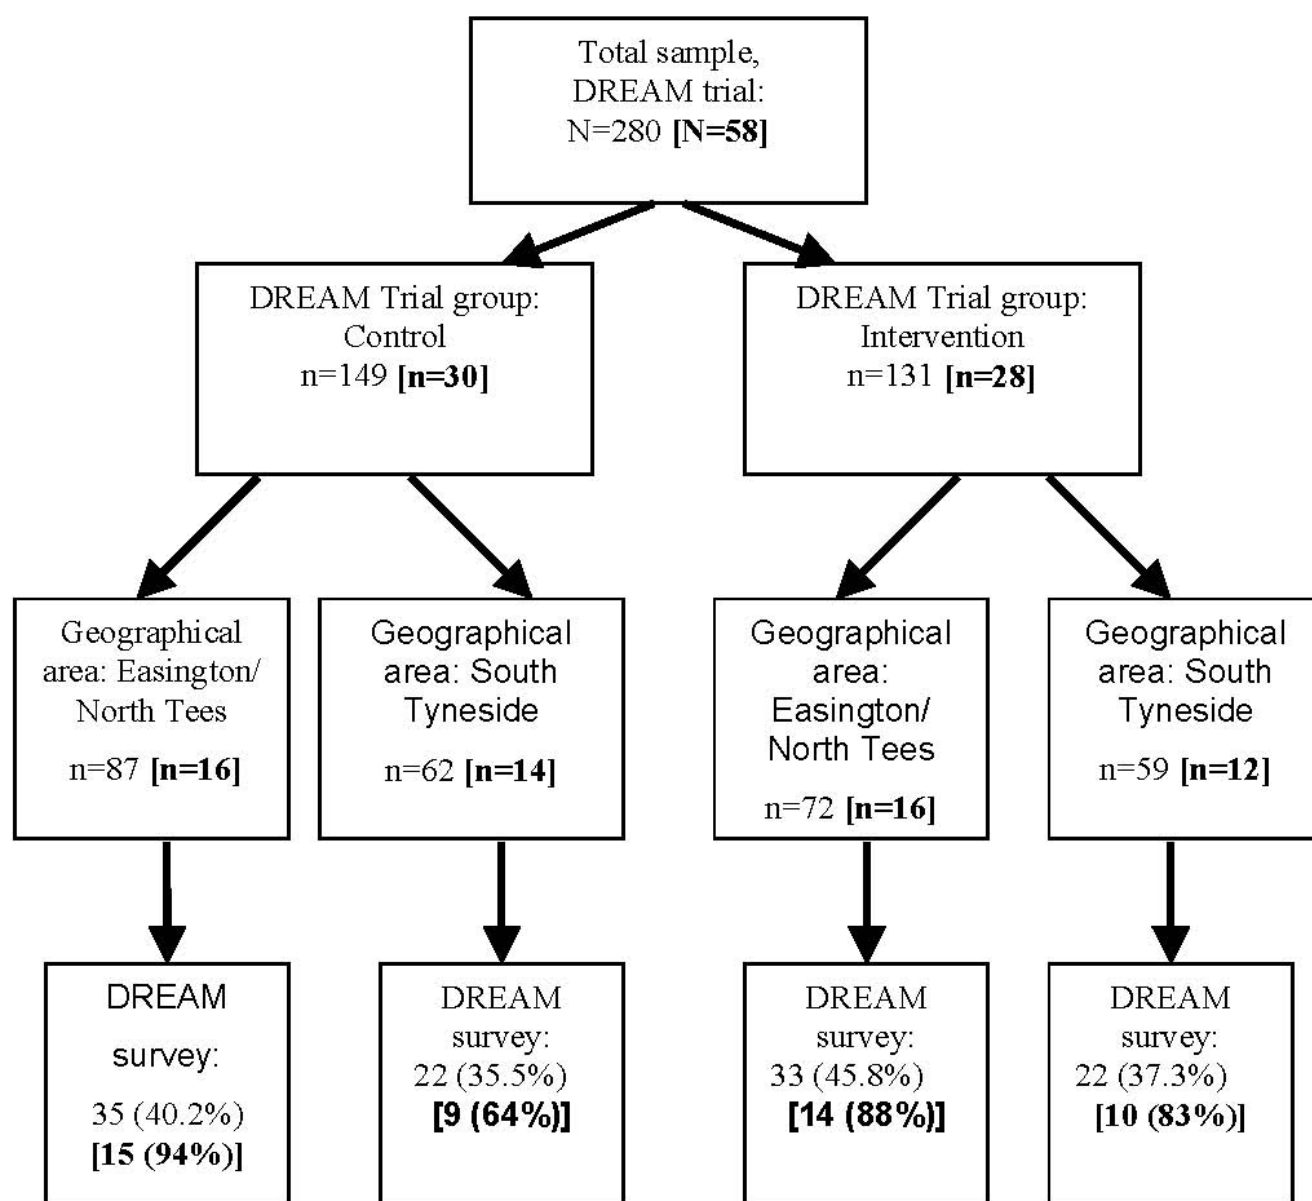 Total sample,
DREAM trial:
N=280 [N=58]
DREAM Trial group:
Control
n=149 [n=30]
DREAM Trial group:
Intervention
n=131 [n=28]
Geographical
area: Easington/
North Tees
n=87 [n=16]
Geographical
area: South
Tyneside
n=62 [n=14]
Geographical
area:
Easington/
North Tees
n=72 [n=16]
Geographical
area: South
Tyneside
n=59 [n=12]
DREAM
survey:
35 (40.2%)
[15 (94%)]
DREAM
survey:
22 (35.5%)
[9 (64%)]
DREAM
survey:
33 (45.8%)
[14 (88%)]
DREAM
survey:
22 (37.3%)
[10 (83%)]